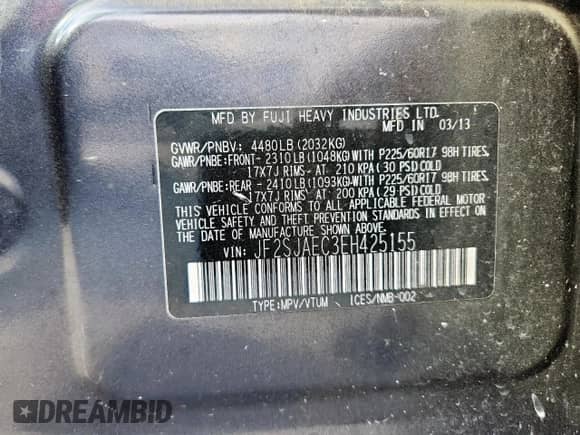 MFD BY FUJI HEAVY INDUSTRIES LTD.
MFD IN 03/13
GVWR/PNBV: 4480LB(2032KG)
GAWR/PNBE:FRONT-2310LB(1048KG)WITH P225/60R17 98H TIRES,
17X7J RIMS- AT 210 KPA(30 PSD COLD
GAWR/PNBE:REAR -2410LB(1093KG)WITH P225/60R17 98H TIRES,
17X7J RIMS- AT 200 KPA(29 PSD COLD
THIS VEHICLE CONFORMS TO ALL APPLICABLE FEDERAL MOTOR
VEHICLE SAFETY AND THEFT PREVENTION STANDARDS IN EFFECT ON
THE DATE OF MANUFACTURE SHOWN ABOVE.
VIN: JF2SJAEC3EH425155
TYPE:MPV/VTUM ICES/NMB-002
DREAMBID